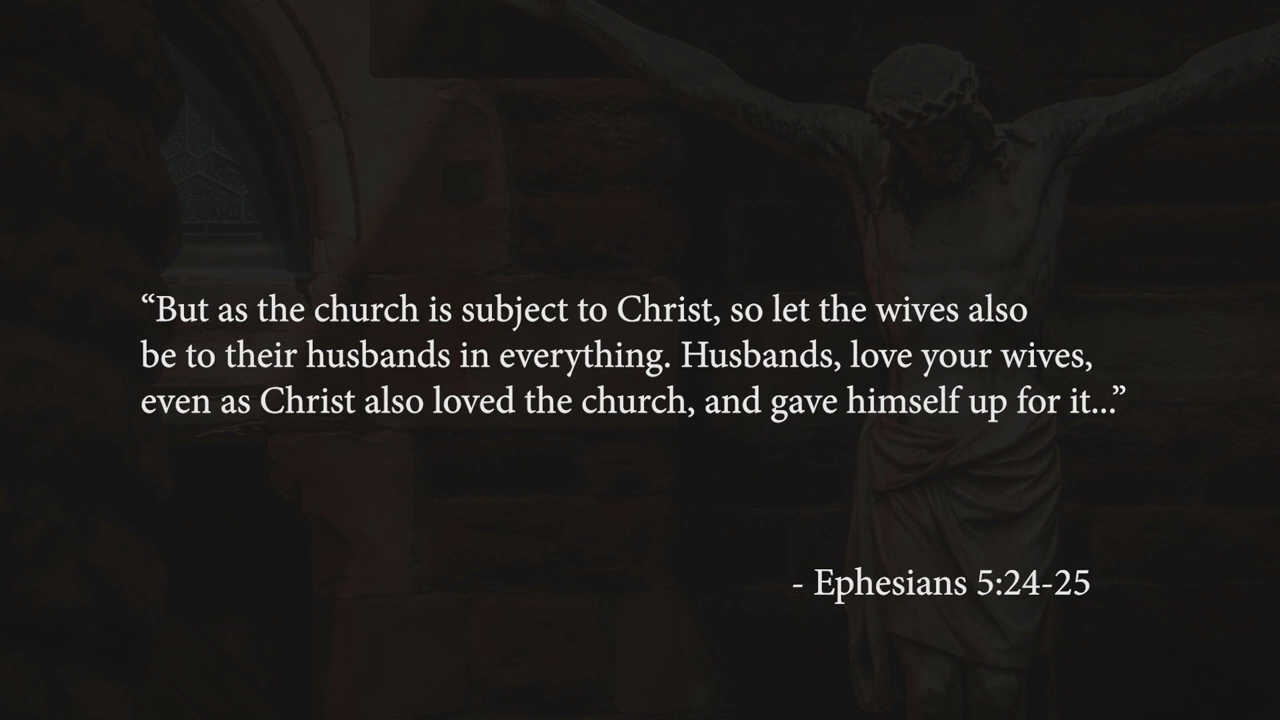 “But as the church is subject to Christ, so let the wives also
be to their husbands in everything. Husbands, love your wives,
even as Christ also loved the church, and gave himself up for it...”
- Ephesians 5:24-25